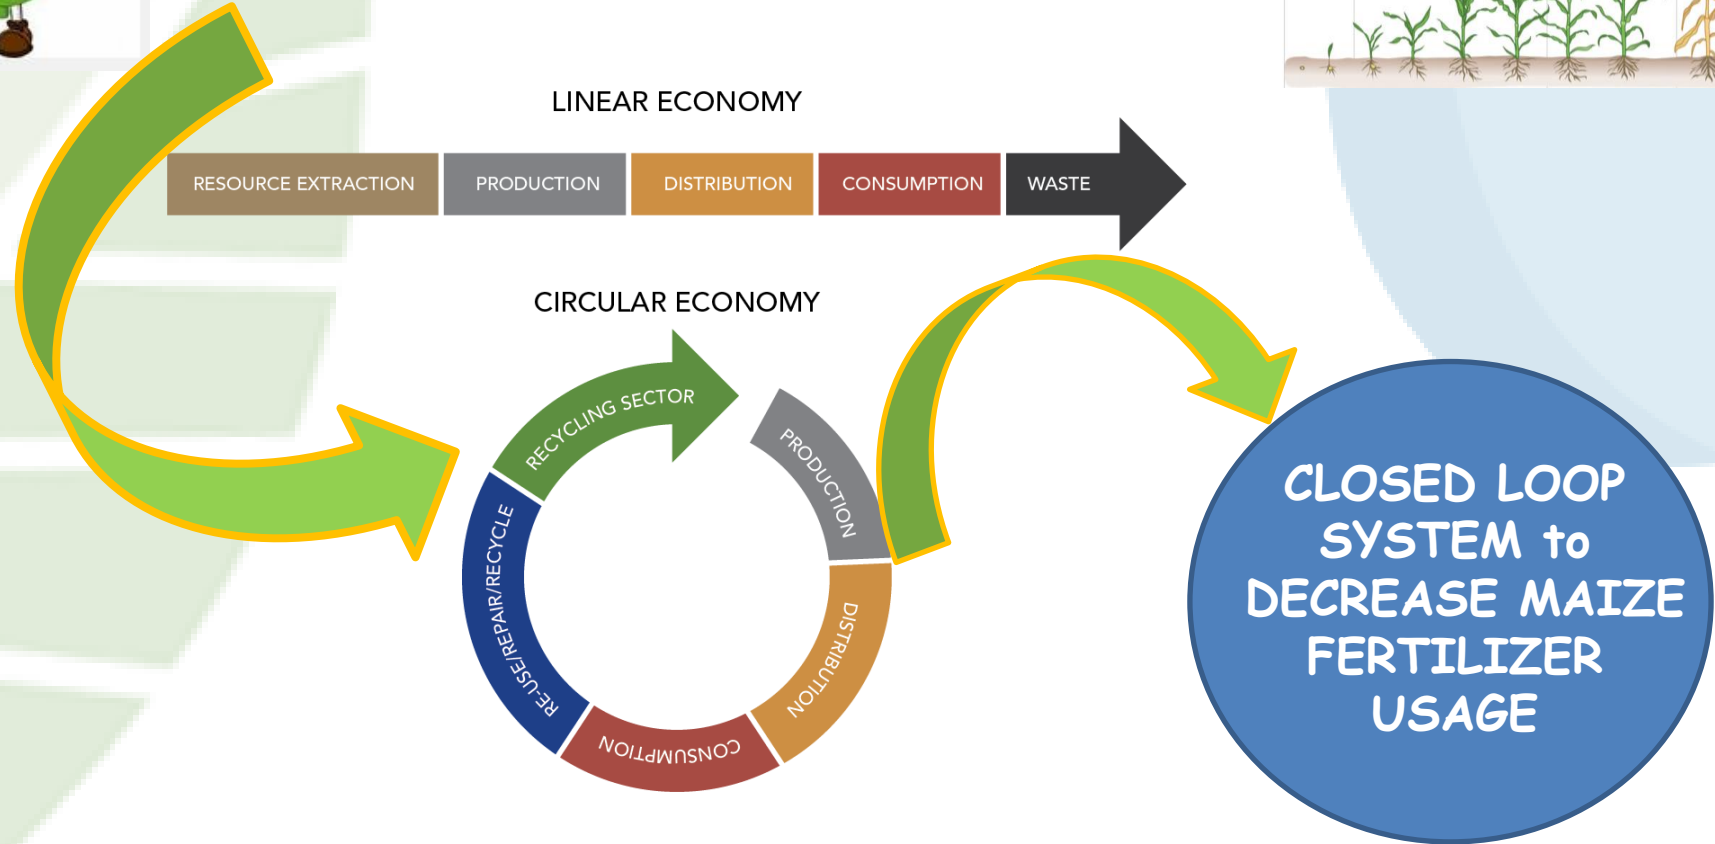 LINEAR ECONOMY
RESOURCE EXTRACTION
PRODUCTION
DISTRIBUTION
CONSUMPTION
WASTE
CIRCULAR ECONOMY
RECYCLING SECTOR
PRODUCTION
DISTRIBUTION
CONSUMPTION
RE-USE/REPAIR/RECYCLE
CLOSED LOOP
SYSTEM to
DECREASE MAIZE
FERTILIZER
USAGE